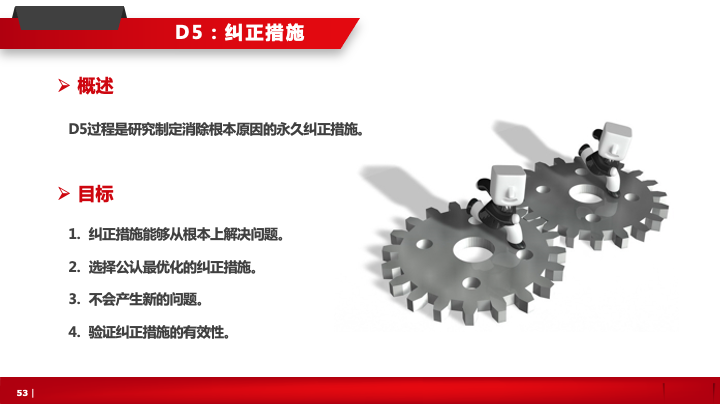 D5：纠正措施
➢ 概述
D5过程是研究制定消除根本原因的永久纠正措施。
➢ 目标
1. 纠正措施能够从根本上解决问题。
2. 选择公认最优化的纠正措施。
3. 不会产生新的问题。
4. 验证纠正措施的有效性。
53 |